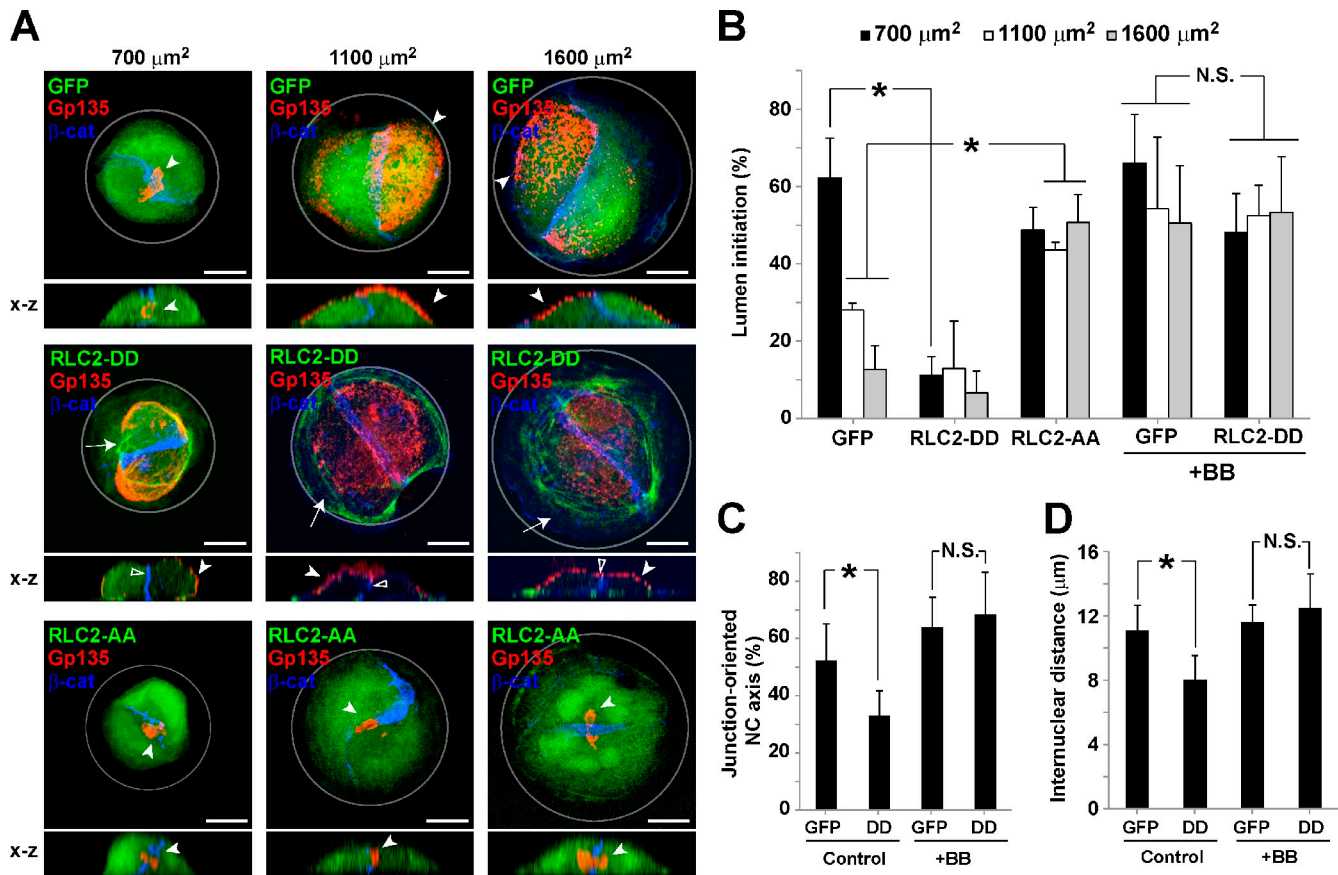 A
700 μm²
1100 μm²
1600 μm²
GFP
Gp135
β-cat
GFP
Gp135
β-cat
GFP
Gp135
β-cat
x-z
RLC2-DD
Gp135
β-cat
RLC2-DD
Gp135
β-cat
RLC2-DD
Gp135
β-cat
x-z
RLC2-AA
Gp135
β-cat
RLC2-AA
Gp135
β-cat
RLC2-AA
Gp135
β-cat
x-z
B
700 μm² 1100 μm² 1600 μm²
Lumen initiation (%)
80
60
40
20
0
*
*
N.S.
GFP RLC2-DD RLC2-AA GFP RLC2-DD
+BB
C
Junction-oriented
NC axis (%)
80
60
40
20
0
*
N.S.
GFP DD GFP DD
Control +BB
D
Internuclear distance (μm)
16
12
8
4
0
*
N.S.
GFP DD GFP DD
Control +BB